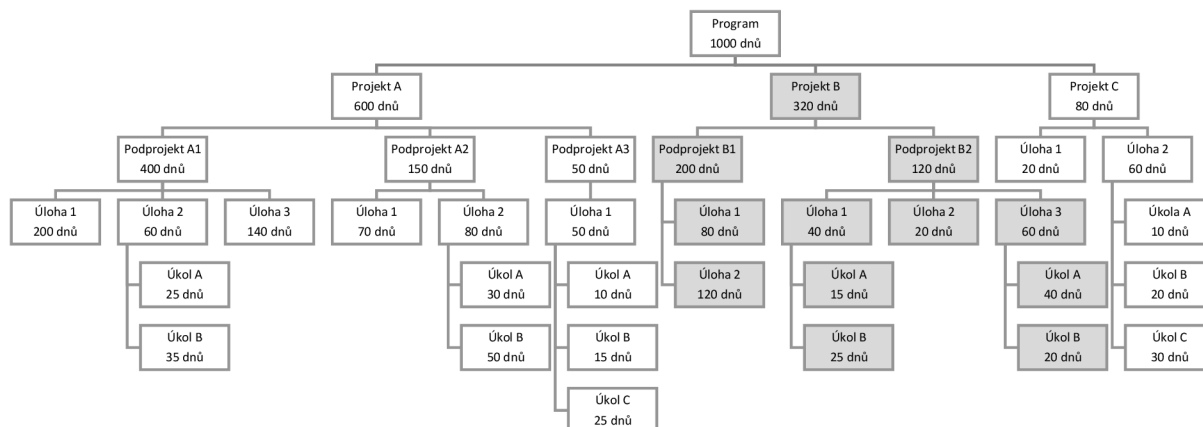 Program
1000 dnů
Projekt A
600 dnů
Projekt B
320 dnů
Projekt C
80 dnů
Podprojekt A1
400 dnů
Podprojekt A2
150 dnů
Podprojekt A3
50 dnů
Podprojekt B1
200 dnů
Podprojekt B2
120 dnů
Úloha 1
20 dnů
Úloha 2
60 dnů
Úloha 1
200 dnů
Úloha 2
60 dnů
Úloha 3
140 dnů
Úloha 1
70 dnů
Úloha 2
80 dnů
Úloha 1
50 dnů
Úloha 1
80 dnů
Úloha 1
40 dnů
Úloha 2
20 dnů
Úloha 3
60 dnů
Úkola A
10 dnů
Úkol A
25 dnů
Úkol A
30 dnů
Úkol A
10 dnů
Úloha 2
120 dnů
Úkol A
15 dnů
Úkol A
40 dnů
Úkol B
20 dnů
Úkol B
35 dnů
Úkol B
50 dnů
Úkol B
15 dnů
Úkol B
25 dnů
Úkol B
20 dnů
Úkol C
30 dnů
Úkol C
25 dnů